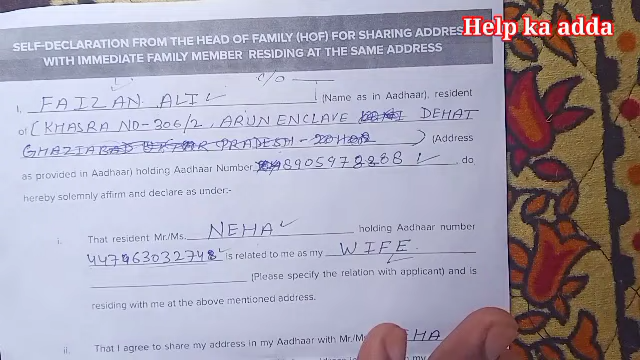 Help ka adda
SELF-DECLARATION FROM THE HEAD OF FAMILY (HOF) FOR SHARING ADDRESS
WITH IMMEDIATE FAMILY MEMBER RESIDING AT THE SAME ADDRESS
C/O
I, FAIZAN ALI (Name as in Aadhaar), resident
of ( KHASRA NO-306/2, ARUN ENCLAVE DEHAT
GHAZIABAD PRADESH - ) (Address
as provided in Aadhaar) holding Aadhaar Number do
hereby solemnly affirm and declare as under:-
i. That resident Mr./Ms. NEHA holding Aadhaar number
is related to me as my WIFE
(Please specify the relation with applicant) and is
residing with me at the above mentioned address.
ii. That I agree to share my address in my Aadhaar with Mr./